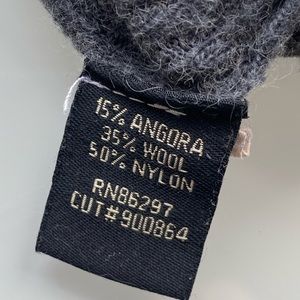 15% ANGORA
35% WOOL
50% NYLON
RN86297
CUT#900864